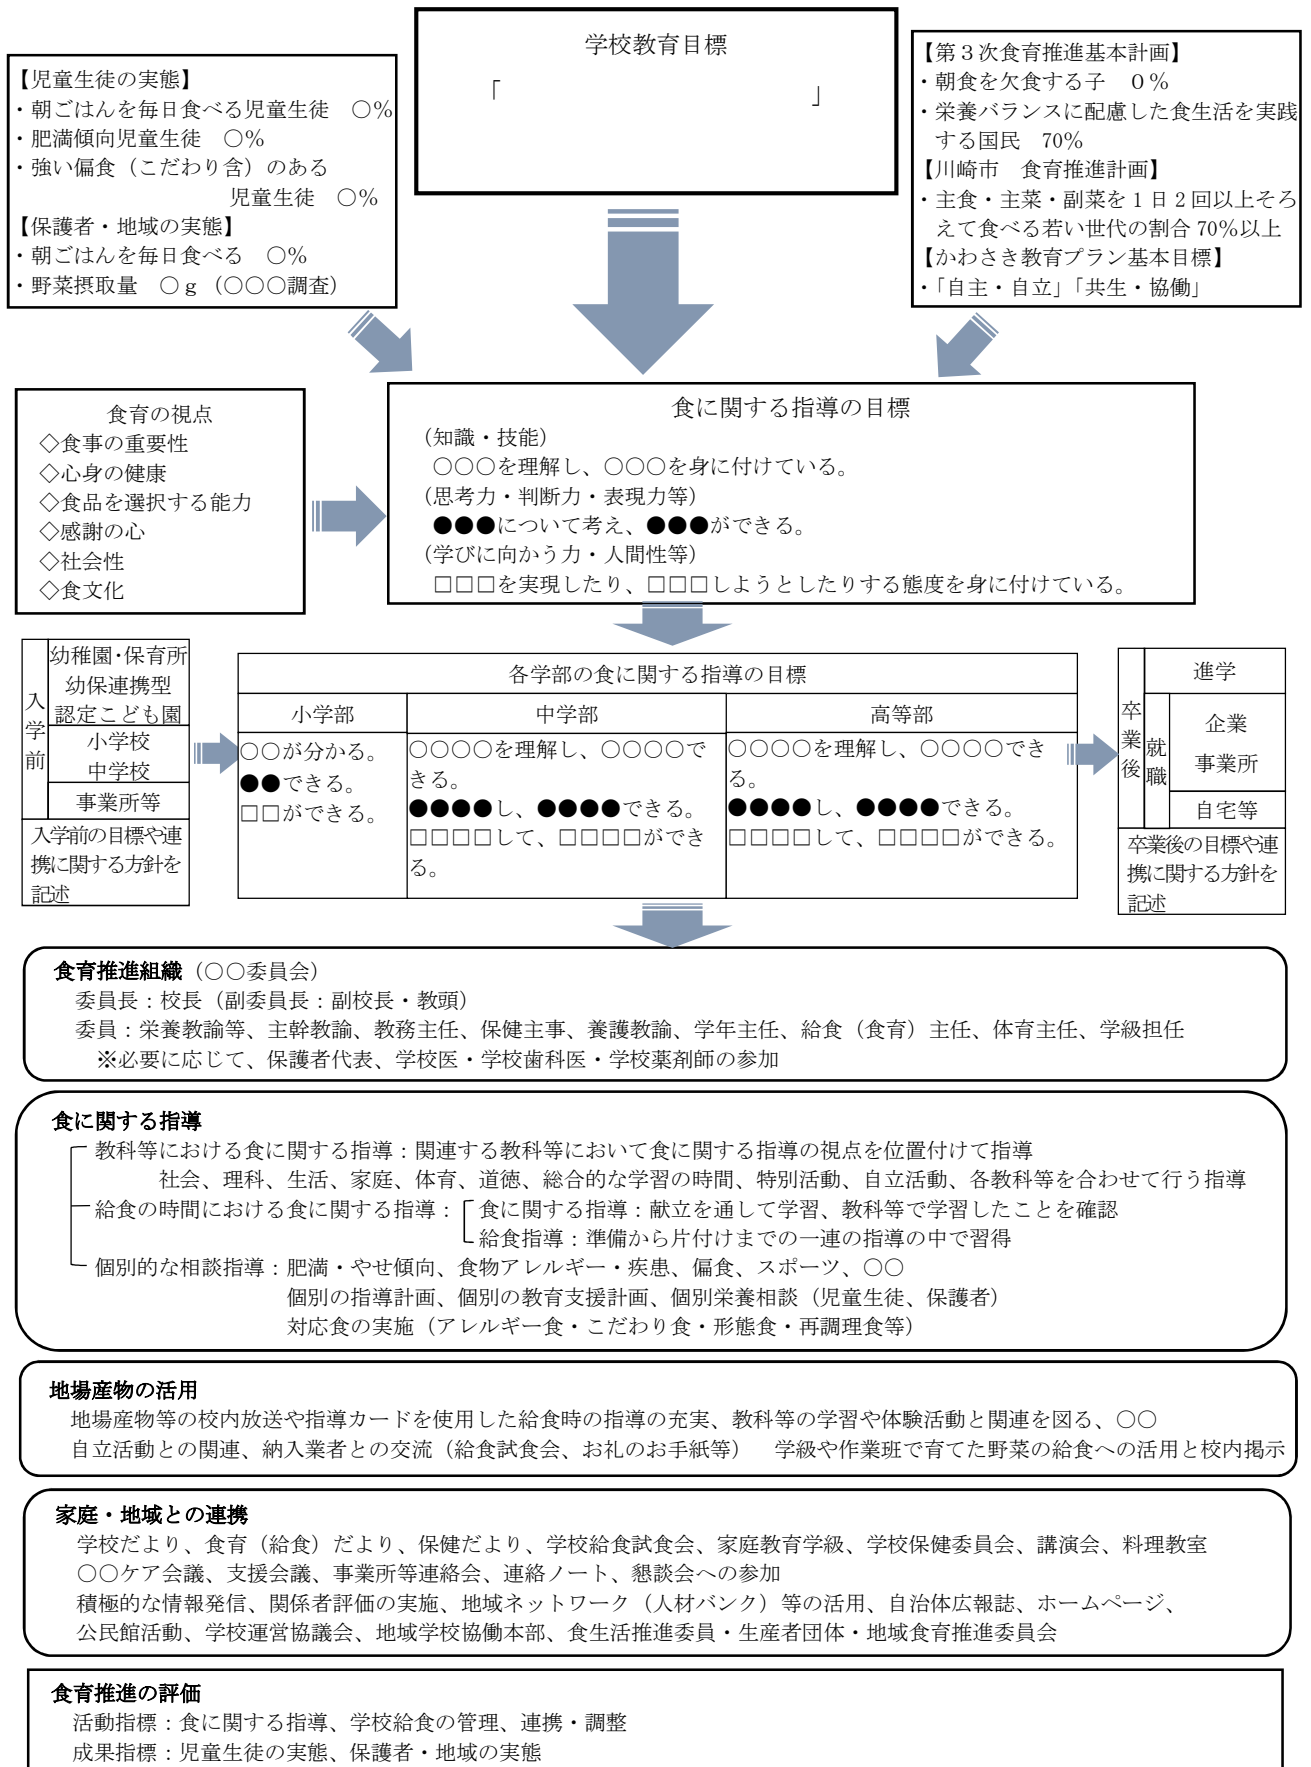 学校教育目標
「　　　　　　　　　　　　　　」
【児童生徒の実態】
・朝ごはんを毎日食べる児童生徒　○％
・肥満傾向児童生徒　○％
・強い偏食（こだわり含）のある
児童生徒　○％
【保護者・地域の実態】
・朝ごはんを毎日食べる　○％
・野菜摂取量　○ｇ（○○○調査）
【第３次食育推進基本計画】
・朝食を欠食する子　０％
・栄養バランスに配慮した食生活を実践
する国民　70％
【川崎市　食育推進計画】
・主食・主菜・副菜を１日２回以上そろ
えて食べる若い世代の割合 70％以上
【かわさき教育プラン基本目標】
・「自主・自立」「共生・協働」
食育の視点
◇食事の重要性
◇心身の健康
◇食品を選択する能力
◇感謝の心
◇社会性
◇食文化
食に関する指導の目標
（知識・技能）
○○○を理解し、○○○を身に付けている。
（思考力・判断力・表現力等）
●●●について考え、●●●ができる。
（学びに向かう力・人間性等）
□□□を実現したり、□□□しようとしたりする態度を身に付けている。
入学前
幼稚園・保育所
幼保連携型
認定こども園
小学校
中学校
事業所等
入学前の目標や連
携に関する方針を
記述
各学部の食に関する指導の目標
小学部
○○が分かる。
●●できる。
□□ができる。
中学部
○○○○を理解し、○○○○で
きる。
●●●●し、●●●●できる。
□□□□して、□□□□ができ
る。
高等部
○○○○を理解し、○○○○でき
る。
●●●●し、●●●●できる。
□□□□して、□□□□ができる。
卒業後
進学
就職
企業
事業所
自宅等
卒業後の目標や連
携に関する方針を
記述
食育推進組織（○○委員会）
委員長：校長（副委員長：副校長・教頭）
委員：栄養教諭等、主幹教諭、教務主任、保健主事、養護教諭、学年主任、給食（食育）主任、体育主任、学級担任
※必要に応じて、保護者代表、学校医・学校歯科医・学校薬剤師の参加
食に関する指導
教科等における食に関する指導：関連する教科等において食に関する指導の視点を位置付けて指導
社会、理科、生活、家庭、体育、道徳、総合的な学習の時間、特別活動、自立活動、各教科等を合わせて行う指導
給食の時間における食に関する指導：食に関する指導：献立を通して学習、教科等で学習したことを確認
給食指導：準備から片付けまでの一連の指導の中で習得
個別的な相談指導：肥満・やせ傾向、食物アレルギー・疾患、偏食、スポーツ、○○
個別の指導計画、個別の教育支援計画、個別栄養相談（児童生徒、保護者）
対応食の実施（アレルギー食・こだわり食・形態食・再調理食等）
地場産物の活用
地場産物等の校内放送や指導カードを使用した給食時の指導の充実、教科等の学習や体験活動と関連を図る、○○
自立活動との関連、納入業者との交流（給食試食会、お礼のお手紙等）　学級や作業班で育てた野菜の給食への活用と校内掲示
家庭・地域との連携
学校だより、食育（給食）だより、保健だより、学校給食試食会、家庭教育学級、学校保健委員会、講演会、料理教室
○○ケア会議、支援会議、事業所等連絡会、連絡ノート、懇談会への参加
積極的な情報発信、関係者評価の実施、地域ネットワーク（人材バンク）等の活用、自治体広報誌、ホームページ、
公民館活動、学校運営協議会、地域学校協働本部、食生活推進委員・生産者団体・地域食育推進委員会
食育推進の評価
活動指標：食に関する指導、学校給食の管理、連携・調整
成果指標：児童生徒の実態、保護者・地域の実態